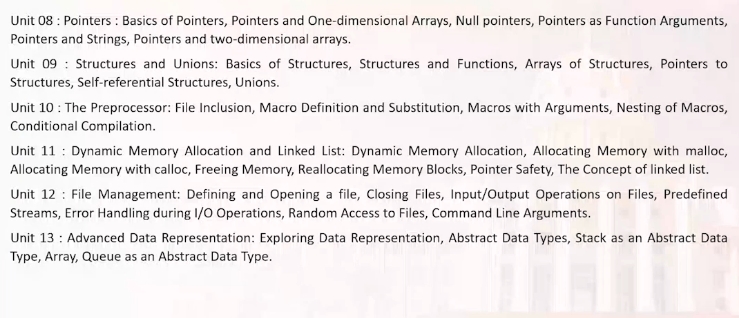 Unit 08 : Pointers : Basics of Pointers, Pointers and One-dimensional Arrays, Null pointers, Pointers as Function Arguments,
Pointers and Strings, Pointers and two-dimensional arrays.
Unit 09 : Structures and Unions: Basics of Structures, Structures and Functions, Arrays of Structures, Pointers to
Structures, Self-referential Structures, Unions.
Unit 10 : The Preprocessor: File Inclusion, Macro Definition and Substitution, Macros with Arguments, Nesting of Macros,
Conditional Compilation.
Unit 11 : Dynamic Memory Allocation and Linked List: Dynamic Memory Allocation, Allocating Memory with malloc,
Allocating Memory with calloc, Freeing Memory, Reallocating Memory Blocks, Pointer Safety, The Concept of linked list.
Unit 12 : File Management: Defining and Opening a file, Closing Files, Input/Output Operations on Files, Predefined
Streams, Error Handling during I/O Operations, Random Access to Files, Command Line Arguments.
Unit 13 : Advanced Data Representation: Exploring Data Representation, Abstract Data Types, Stack as an Abstract Data
Type, Array, Queue as an Abstract Data Type.